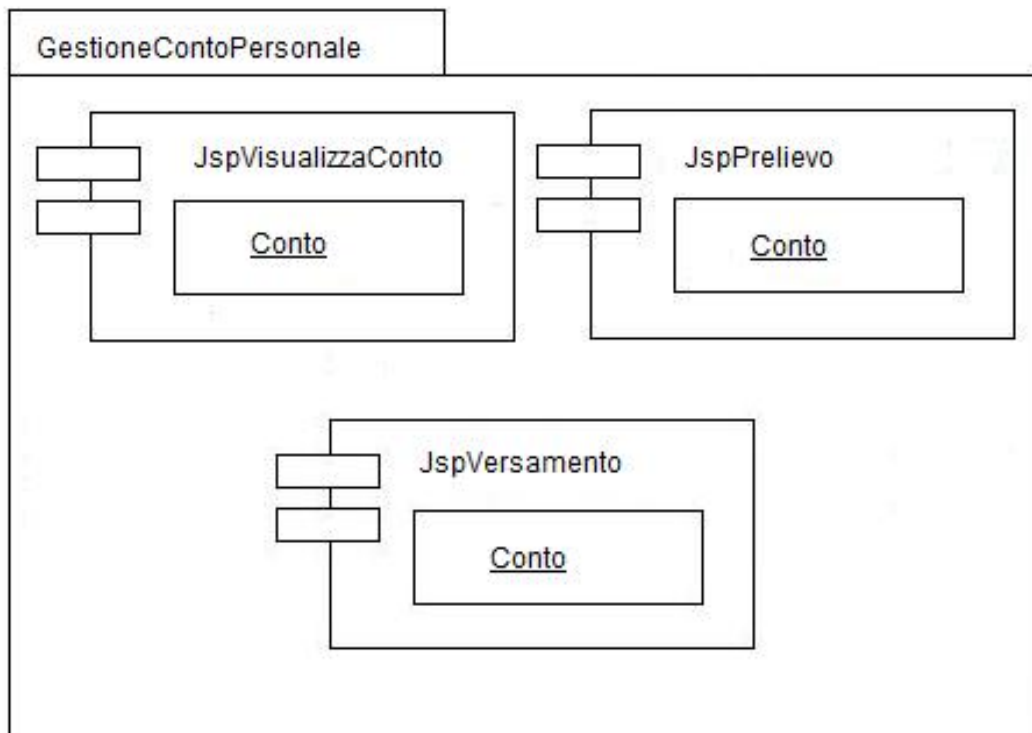 GestioneContoPersonale
JspVisualizzaConto
Conto
JspPrelievo
Conto
JspVersamento
Conto